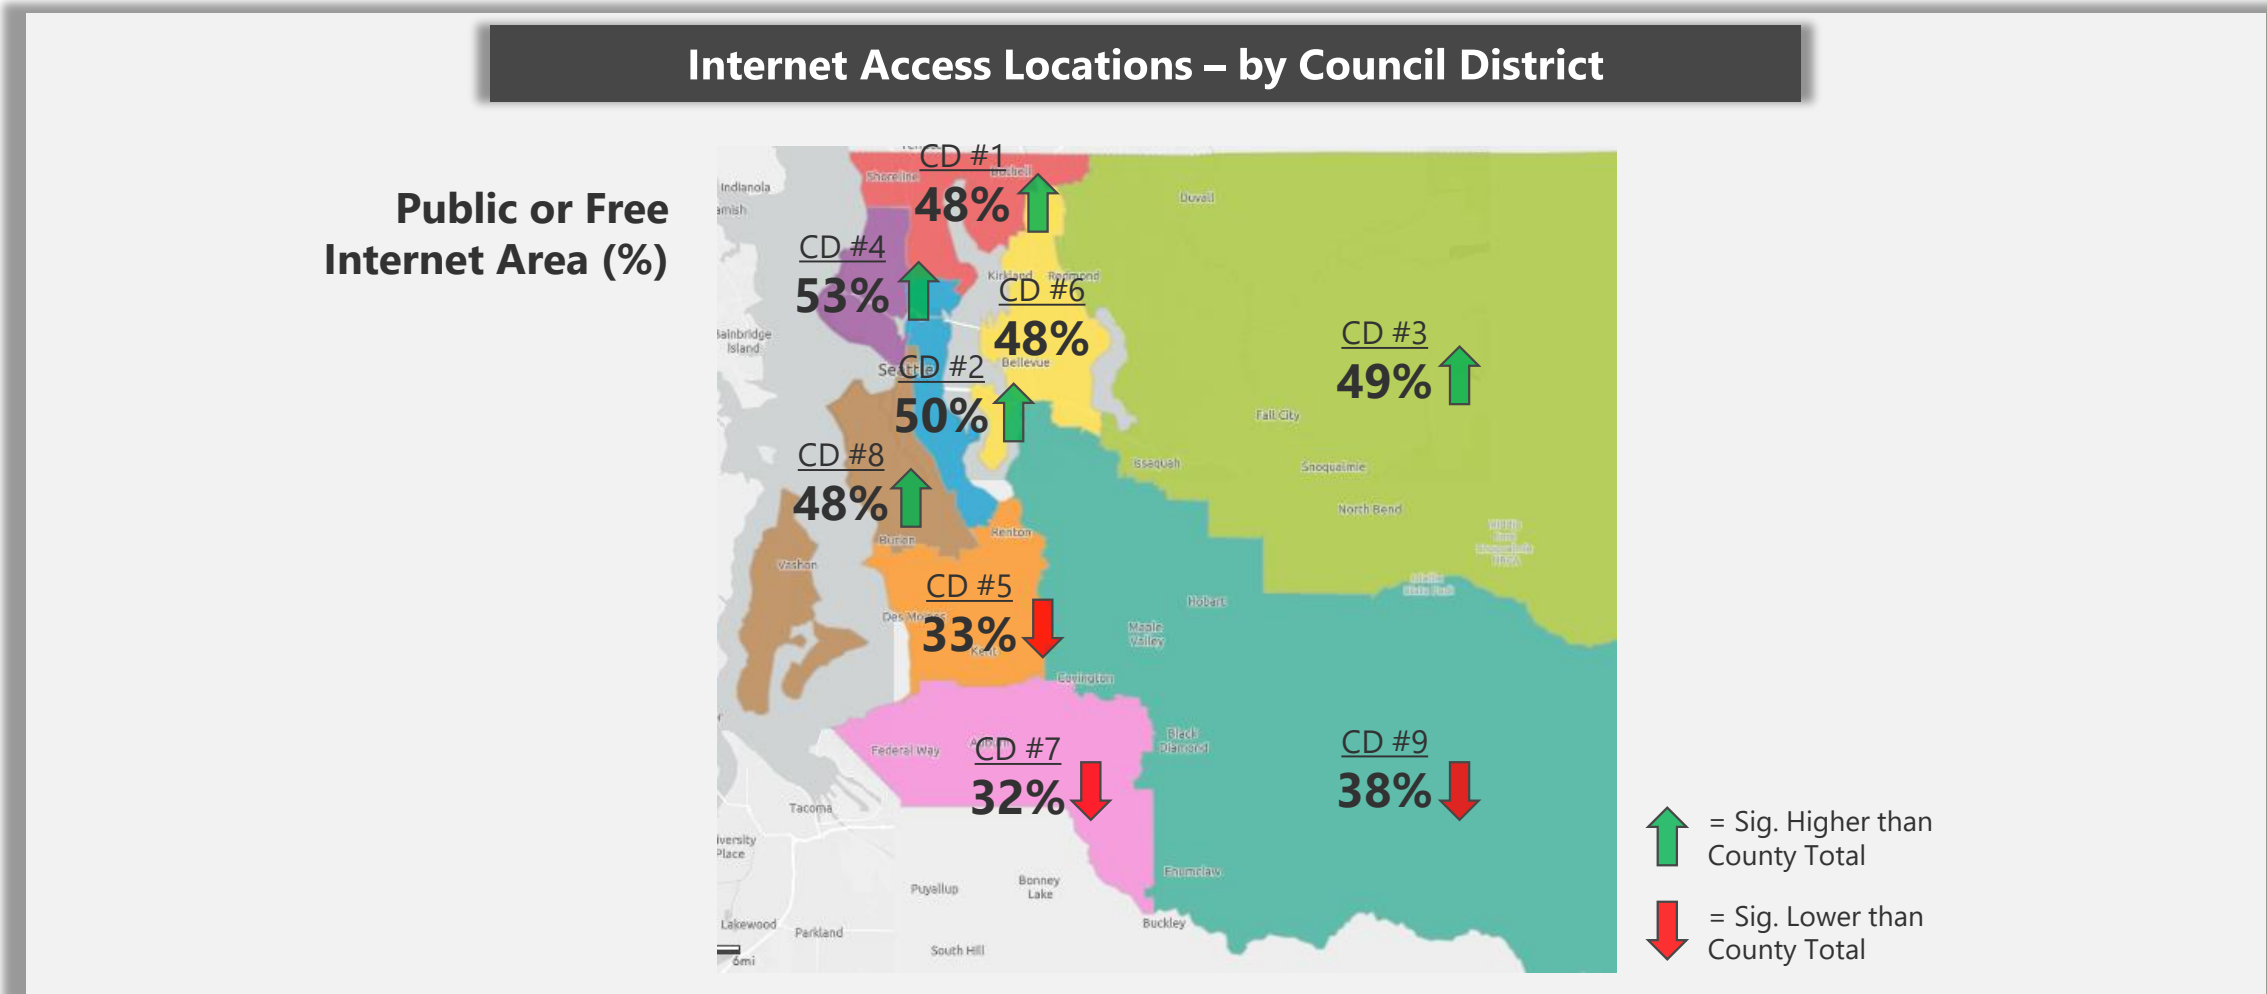 Internet Access Locations – by Council District
Public or Free
Internet Area (%)
CD #1
48%
CD #4
53%
CD #6
48%
CD #2
50%
CD #3
49%
CD #8
48%
CD #5
33%
CD #7
32%
CD #9
38%
Indianola
amish
Shoreline
Duvall
Kirkland
Redmond
Bellevue
Seattle
Island
Fall City
Issaquah
Snoqualmie
North Bend
Burien
Renton
Vashon
Des Moines
Kent
Hobart
Maple
Valley
Covington
Federal Way
Auburn
Black
Diamond
Tacoma
iversity
Place
Puyallup
Bonney
Lake
Enumclaw
Buckley
Lakewood
Parkland
South Hill
6mi
= Sig. Higher than
County Total
= Sig. Lower than
County Total